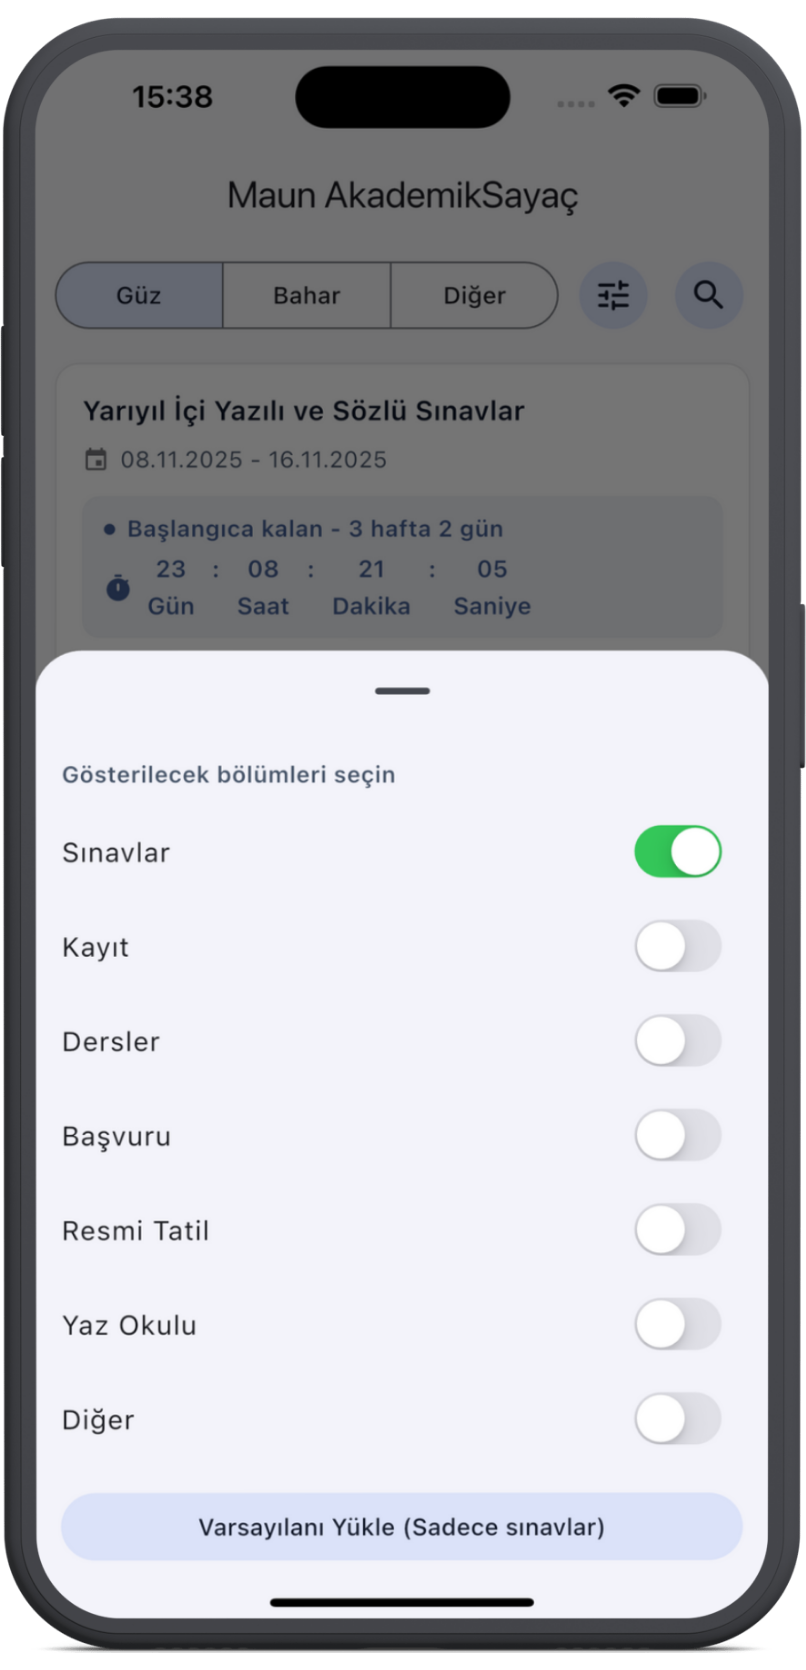 15:38
Maun AkademikSayaç
Güz Bahar Diğer
Yarıyıl İçi Yazılı ve Sözlü Sınavlar
08.11.2025 - 16.11.2025
• Başlangıca kalan - 3 hafta 2 gün
23 : 08 : 21 : 05
Gün Saat Dakika Saniye
Gösterilecek bölümleri seçin
Sınavlar
Kayıt
Dersler
Başvuru
Resmi Tatil
Yaz Okulu
Diğer
Varsayılanı Yükle (Sadece sınavlar)